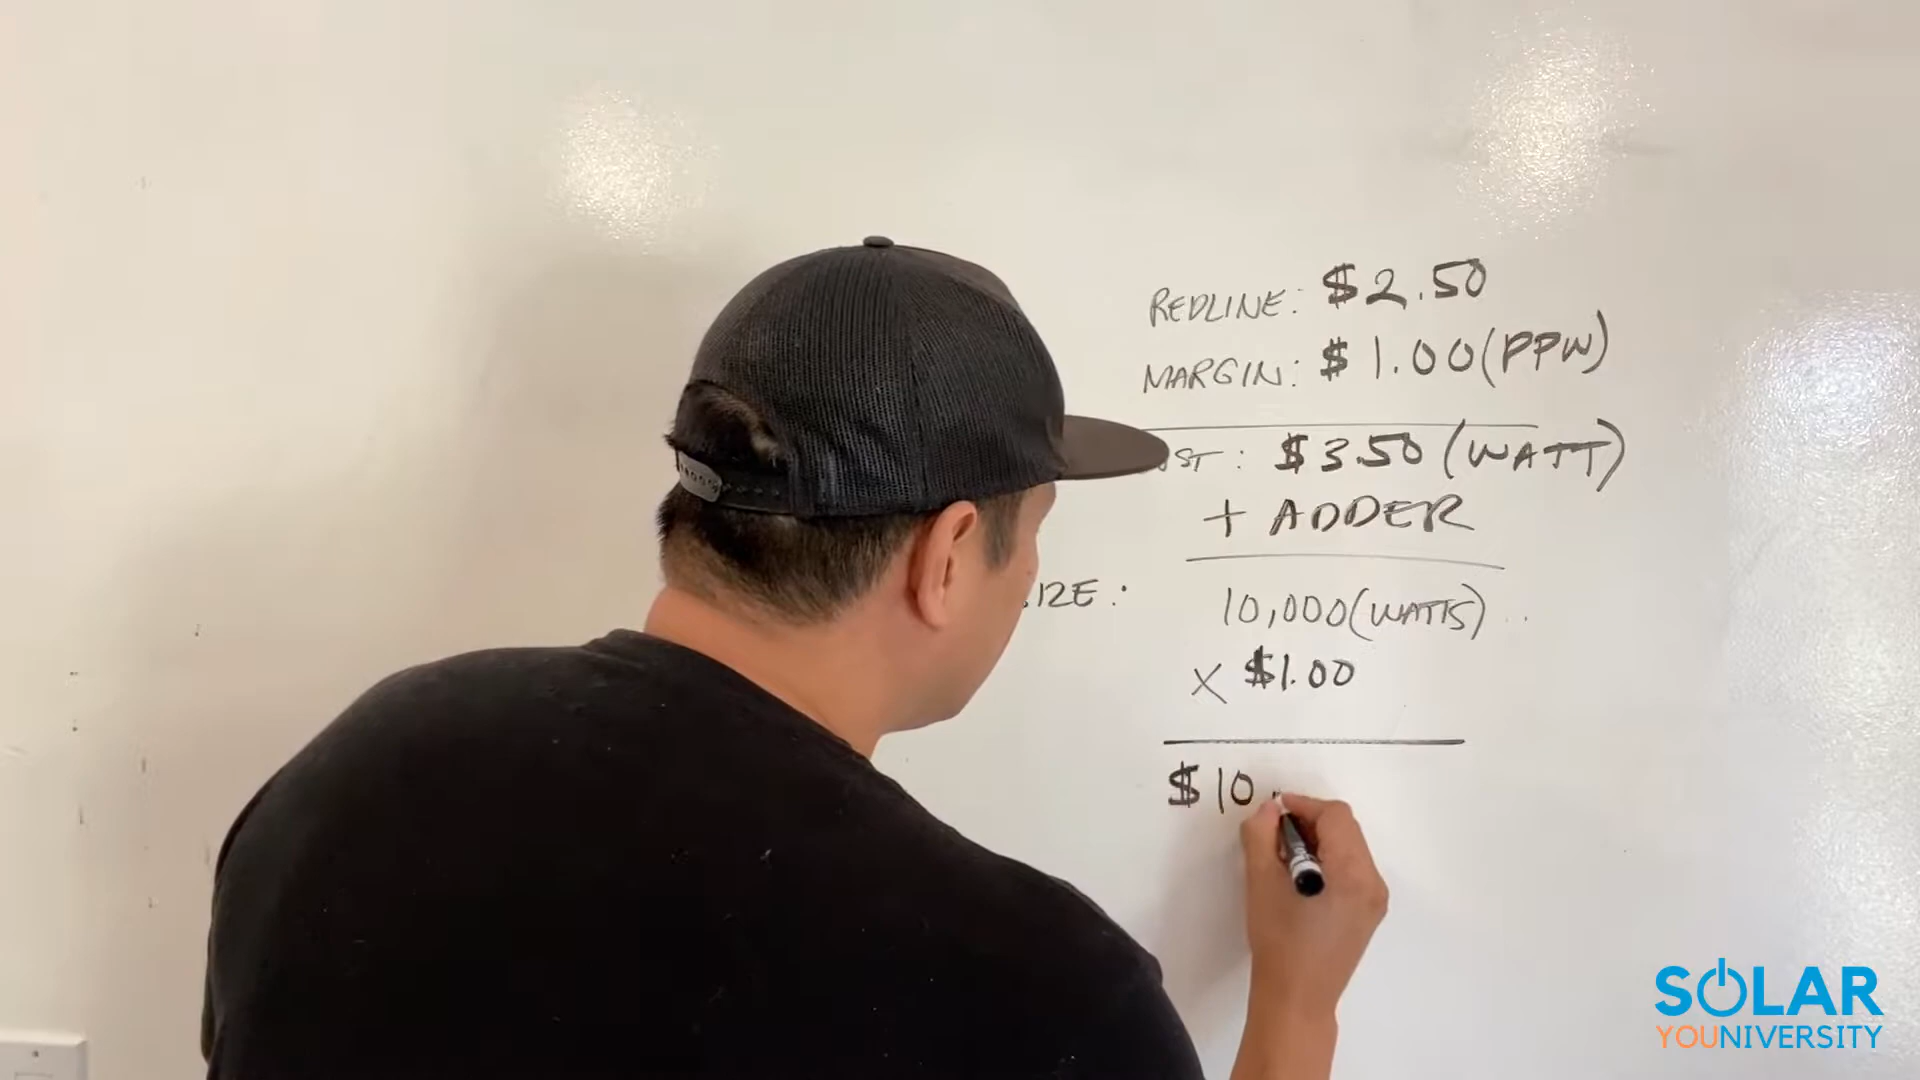 REDLINE: $2.50
MARGIN: $1.00 (PPW)
ST: $3.50 (WATT)
+ ADDER
IZE: 10,000 (WATTS)
X $1.00
$10,
SOLAR
YOUNIVERSITY